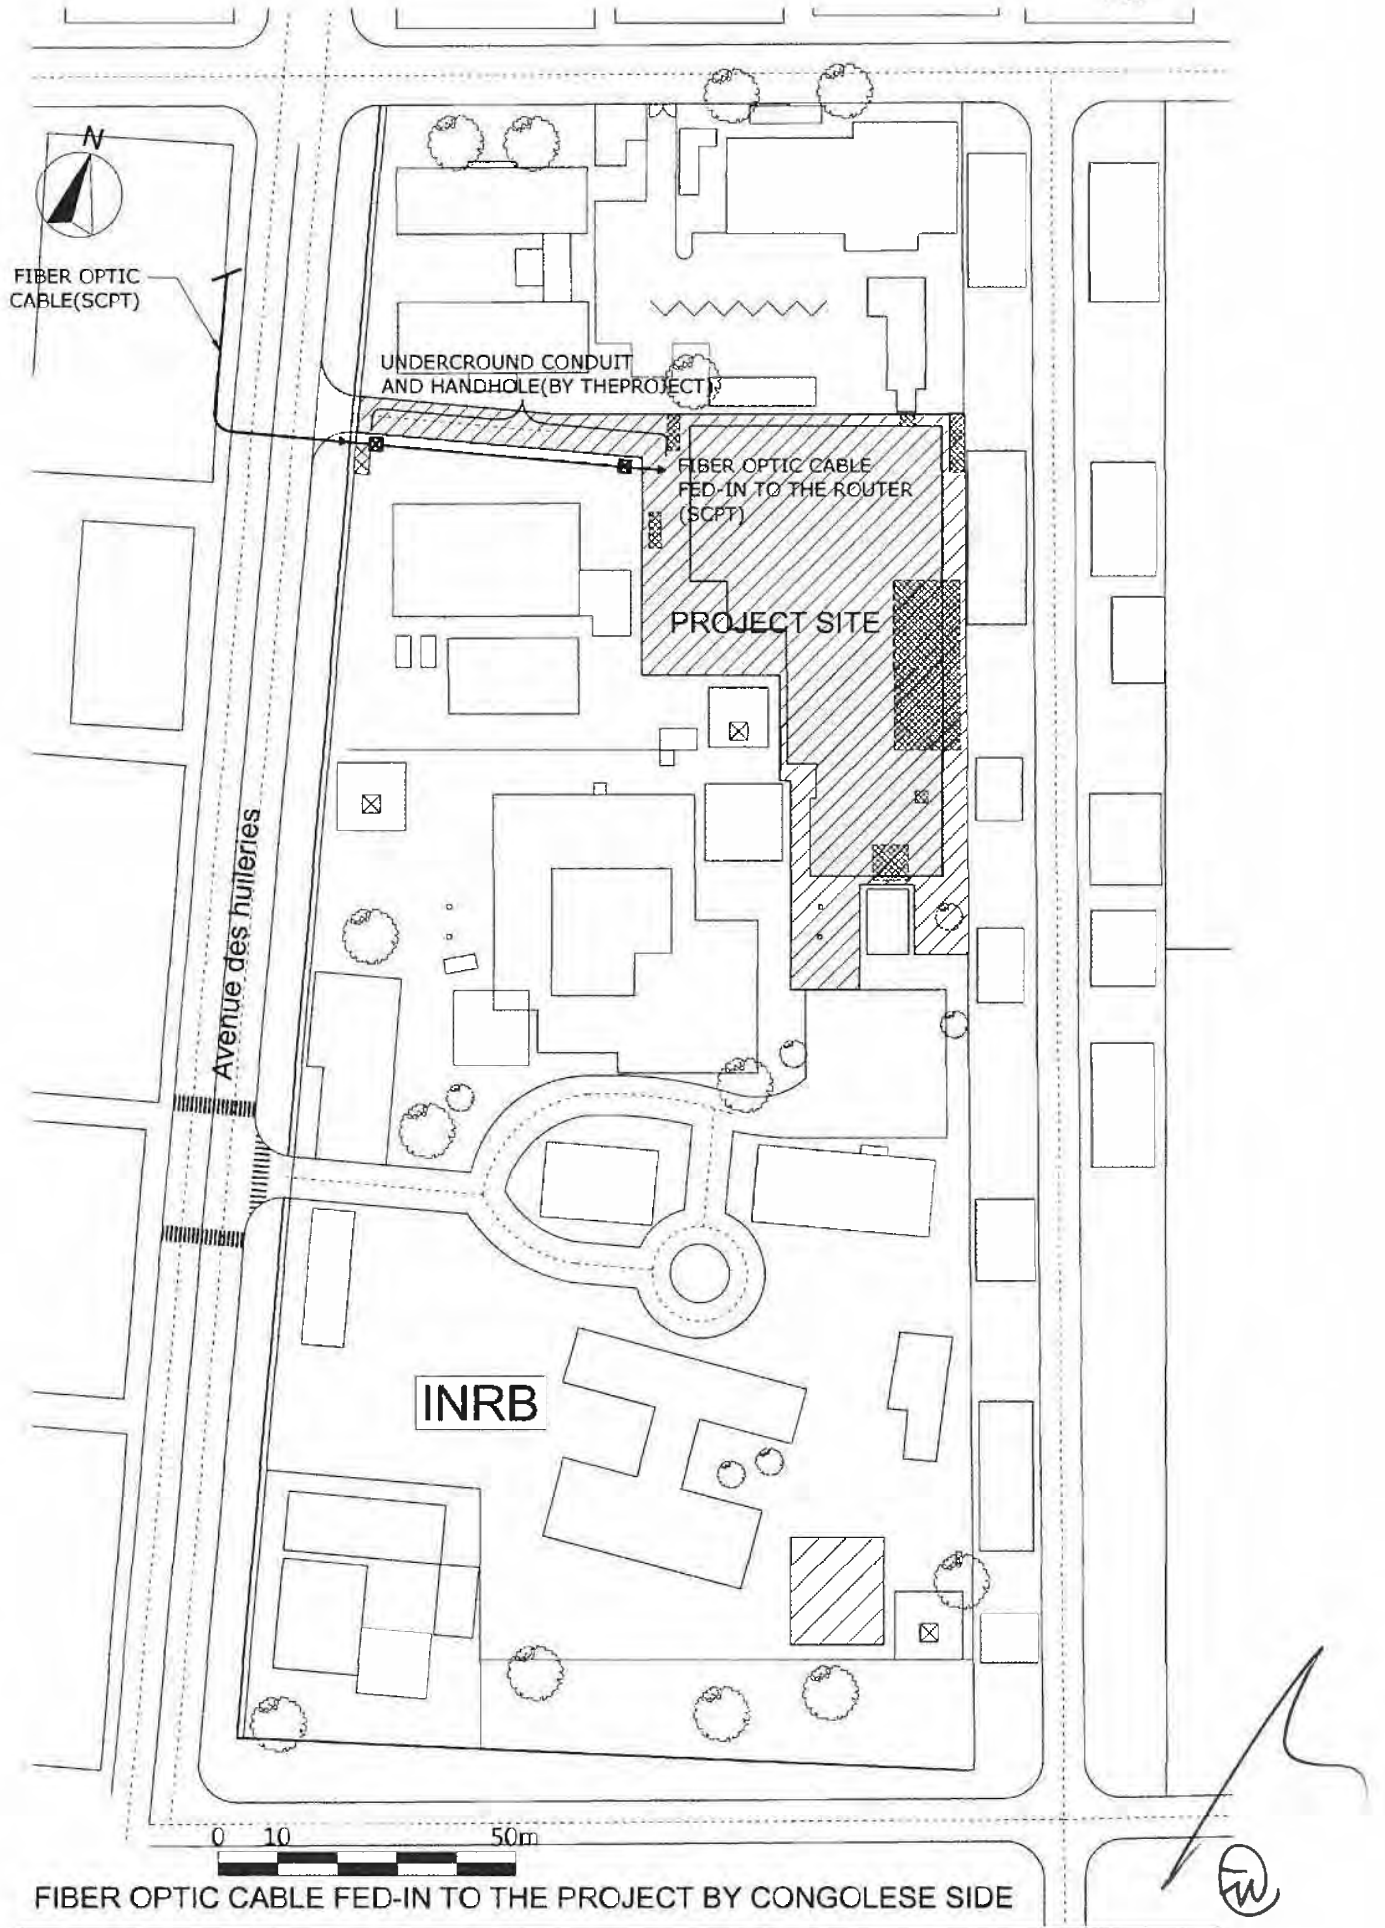 N
FIBER OPTIC
CABLE(SCPT)
UNDERCROUND CONDUIT
AND HANDHOLE(BY THEPROJECT)
FIBER OPTIC CABLE
FED-IN TO THE ROUTER
(SCPT)
PROJECT SITE
Avenue des huileries
INRB
0 10 50m
FIBER OPTIC CABLE FED-IN TO THE PROJECT BY CONGOLESE SIDE